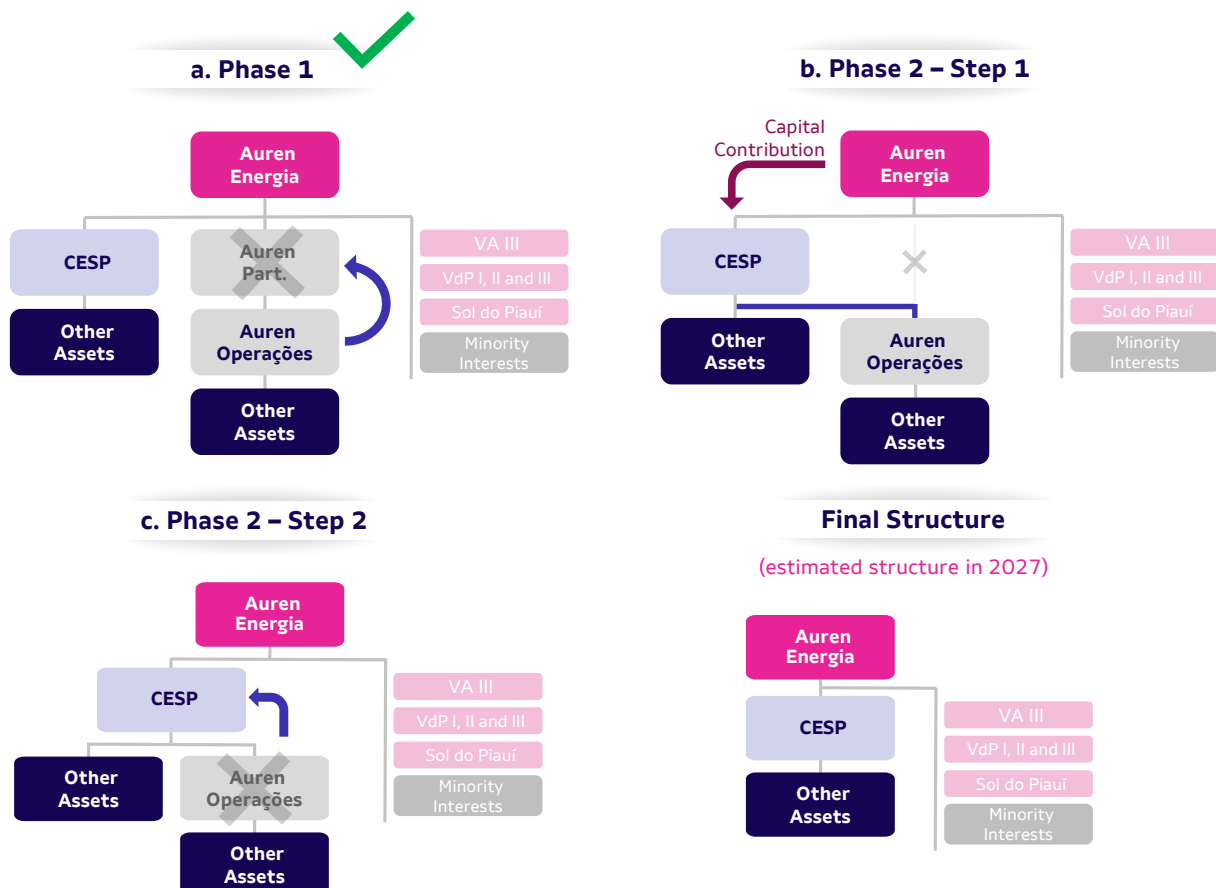 a. Phase 1
Auren
Energia
CESP
Auren
Part.
VA III
VdP I, II and III
Sol do Piauí
Minority
Interests
Other
Assets
Auren
Operações
Other
Assets
b. Phase 2 – Step 1
Capital
Contribution
Auren
Energia
CESP
VA III
VdP I, II and III
Sol do Piauí
Minority
Interests
Other
Assets
Auren
Operações
Other
Assets
c. Phase 2 – Step 2
Auren
Energia
CESP
VA III
VdP I, II and III
Sol do Piauí
Minority
Interests
Other
Assets
Auren
Operações
Other
Assets
Final Structure
(estimated structure in 2027)
Auren
Energia
CESP
VA III
VdP I, II and III
Sol do Piauí
Minority
Interests
Other
Assets